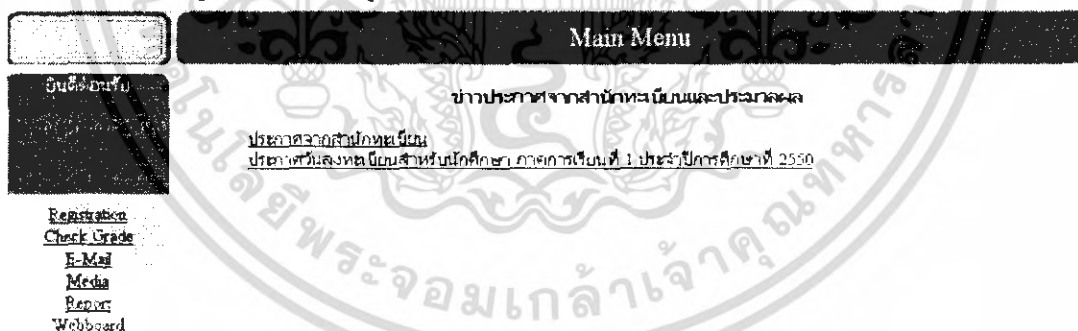 Main Menu
ยินดีต้อนรับ
ข่าวประกาศจากสำนักทะเบียนและประมวลผล
ประกาศจากสำนักทะเบียน
ประกาศวันลงทะเบียนสำหรับนักศึกษา ภาคการเรียนที่ 1 ประจำปีการศึกษาที่ 2550
Registration
Check Grade
E-Mail
Media
Report
Webboard